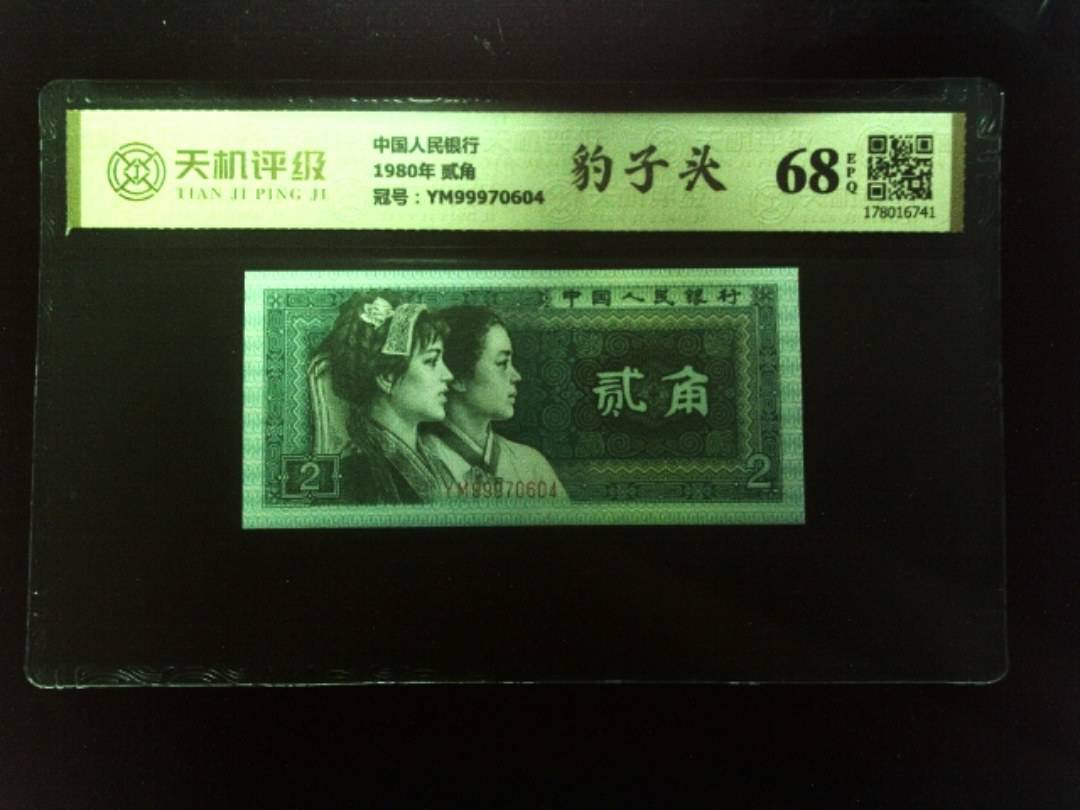 天机评级
TIAN JI PING JI
中国人民银行
1980年 贰角
冠号：YM99970604
豹子头
68
EPQ
178016741
中国人民银行
贰角
2
2
YM99970604